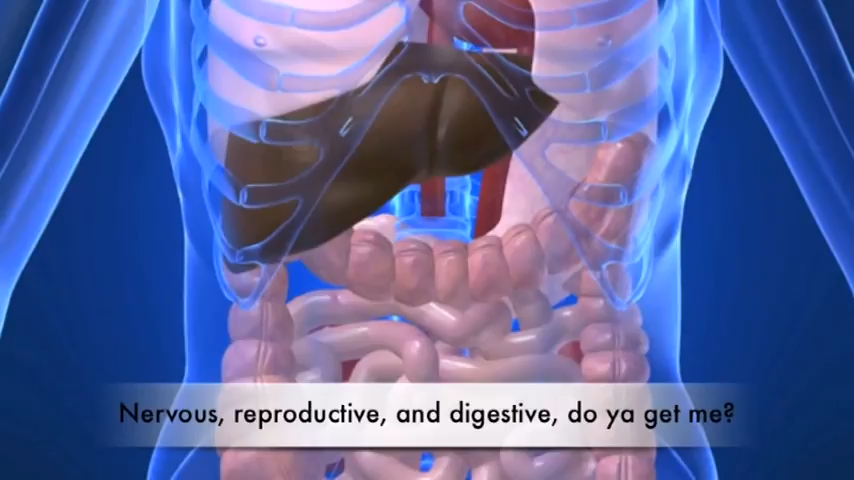 Nervous, reproductive, and digestive, do ya get me?